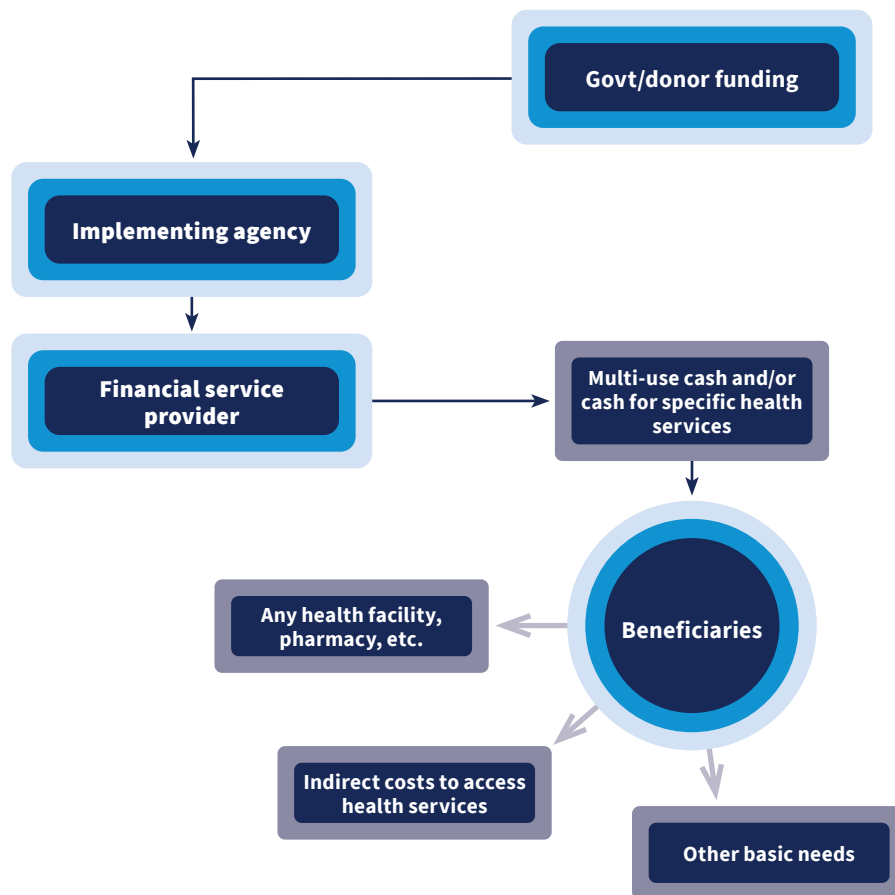 Govt/donor funding
Implementing agency
Financial service
provider
Multi-use cash and/or
cash for specific health
services
Any health facility,
pharmacy, etc.
Beneficiaries
Indirect costs to access
health services
Other basic needs